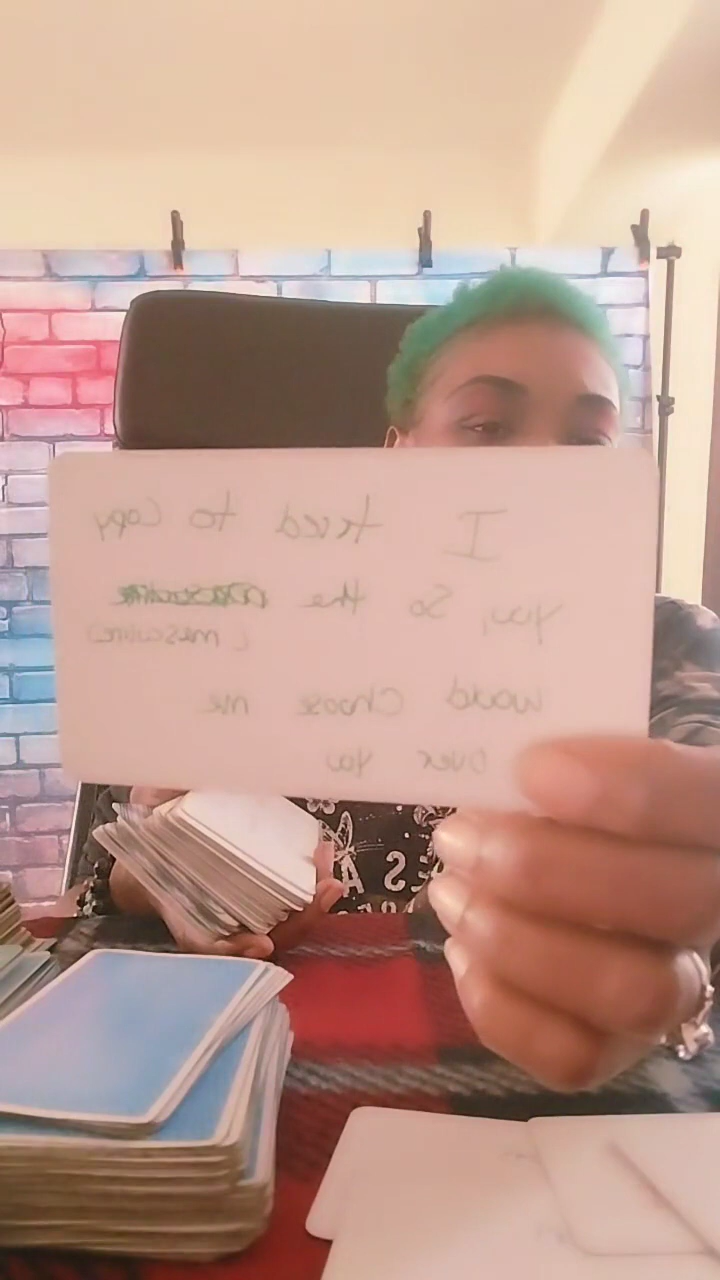 I tried to copy
you, so the
(masculine)
would choose me
over you